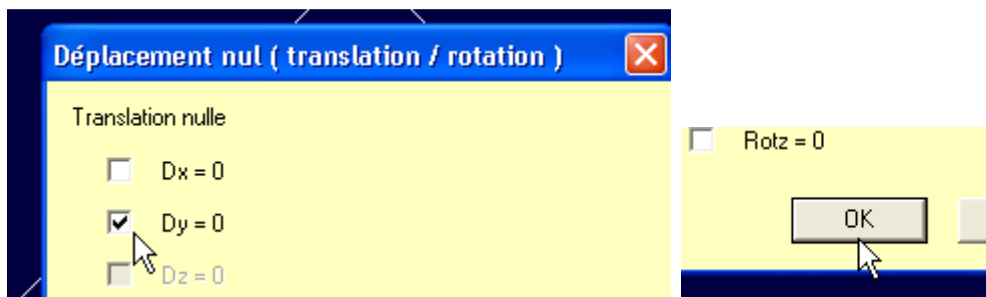 Déplacement nul ( translation / rotation )
Translation nulle
Dx = 0
Dy = 0
Dz = 0
Rotz = 0
OK